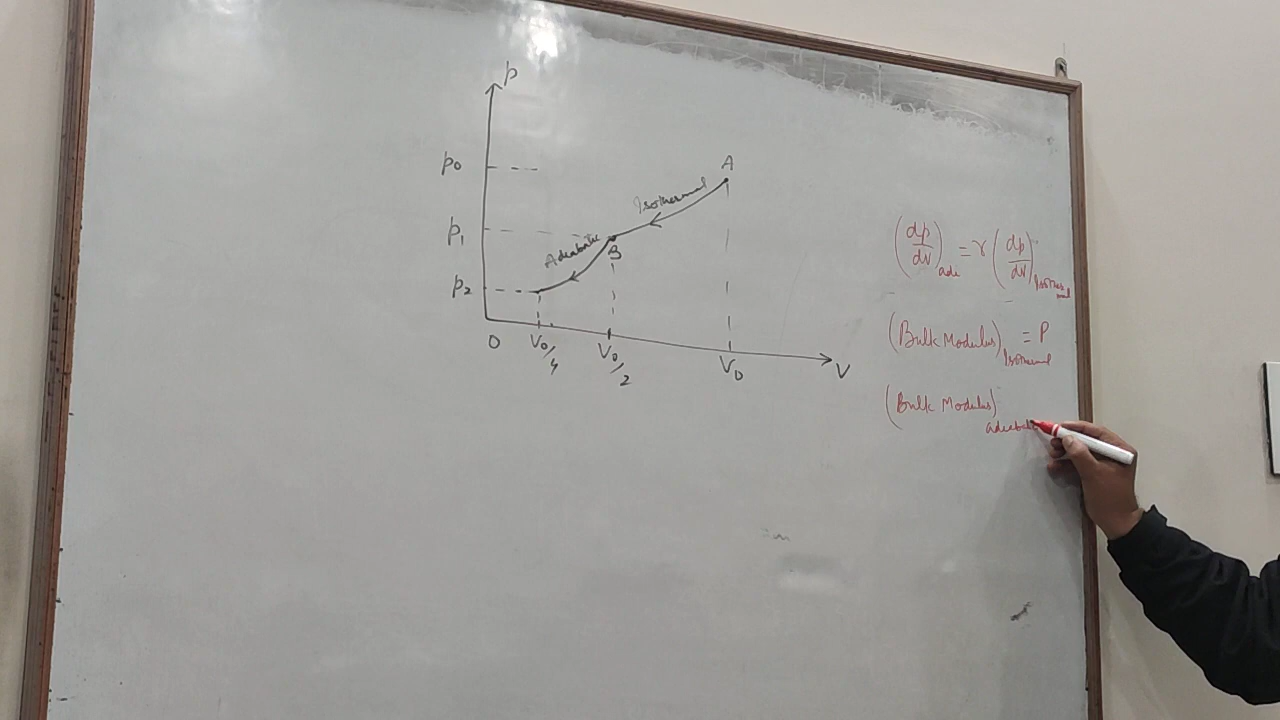 p
p0
A
Isothermal
p1
Adiabatic
B
p2
O
V0/4
V0/2
V0
V
(dp/dV)adi = γ (dp/dV)Isothermal
(Bulk Modulus)Isothermal = P
(Bulk Modulus)adiabatic